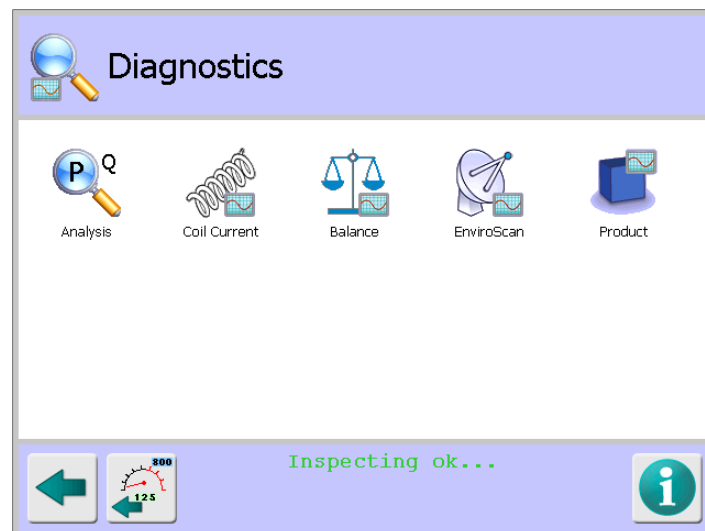 Diagnostics
P Q
Analysis
Coil Current
Balance
EnviroScan
Product
Inspecting ok...
800
125
i